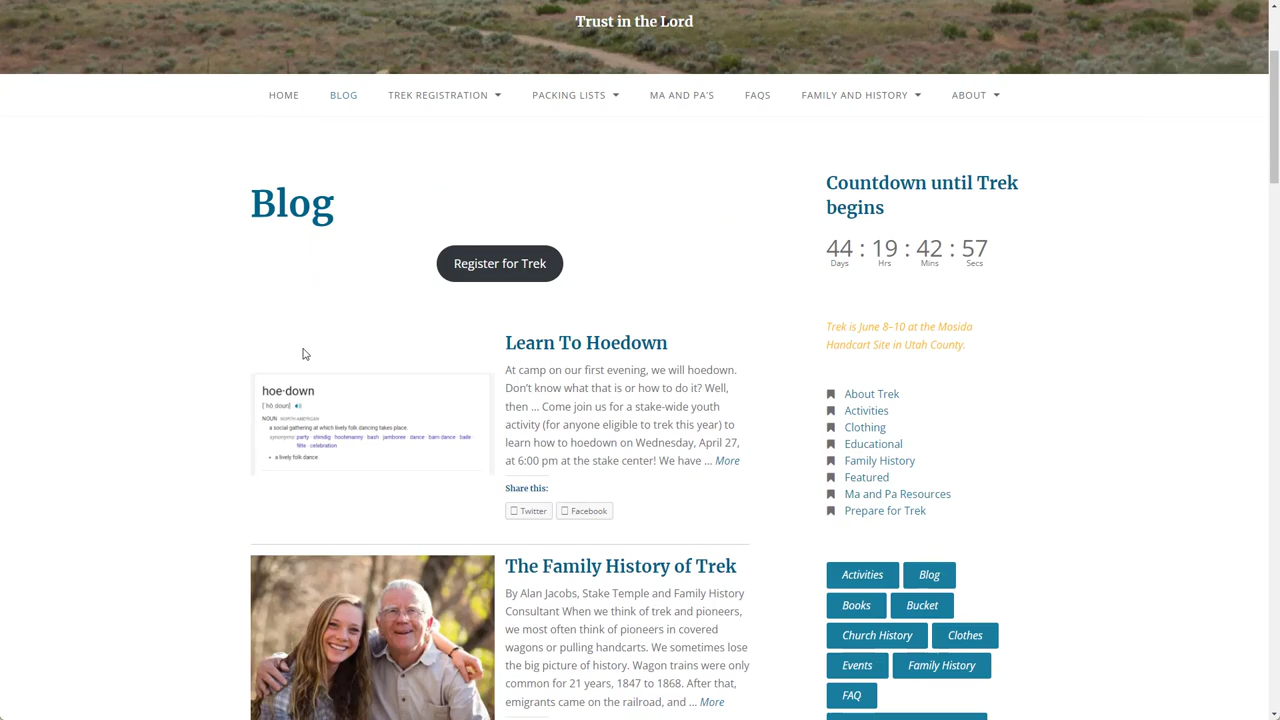 Trust in the Lord
HOME BLOG TREK REGISTRATION PACKING LISTS MA AND PA'S FAQS FAMILY AND HISTORY ABOUT
Blog
Register for Trek
Learn To Hoedown
At camp on our first evening, we will hoedown.
Don't know what that is or how to do it? Well,
then ... Come join us for a stake-wide youth
activity (for anyone eligible to trek this year) to
learn how to hoedown on Wednesday, April 27,
at 6:00 pm at the stake center! We have ... More
Share this:
Twitter Facebook
hoe·down
[ˈhōˌdoun]
NOUN NORTH AMERICAN
a social gathering at which lively folk dancing takes place.
synonyms: party · shindig · hootenanny · bash · jamboree · dance · barn dance · baile · fête · celebration
• a lively folk dance
The Family History of Trek
By Alan Jacobs, Stake Temple and Family History
Consultant When we think of trek and pioneers,
we most often think of pioneers in covered
wagons or pulling handcarts. We sometimes lose
the big picture of history. Wagon trains were only
common for 21 years, 1847 to 1868. After that,
emigrants came on the railroad, and ... More
Countdown until Trek
begins
44 : 19 : 42 : 57
Days Hrs Mins Secs
Trek is June 8–10 at the Mosida
Handcart Site in Utah County.
About Trek
Activities
Clothing
Educational
Family History
Featured
Ma and Pa Resources
Prepare for Trek
Activities Blog
Books Bucket
Church History Clothes
Events Family History
FAQ